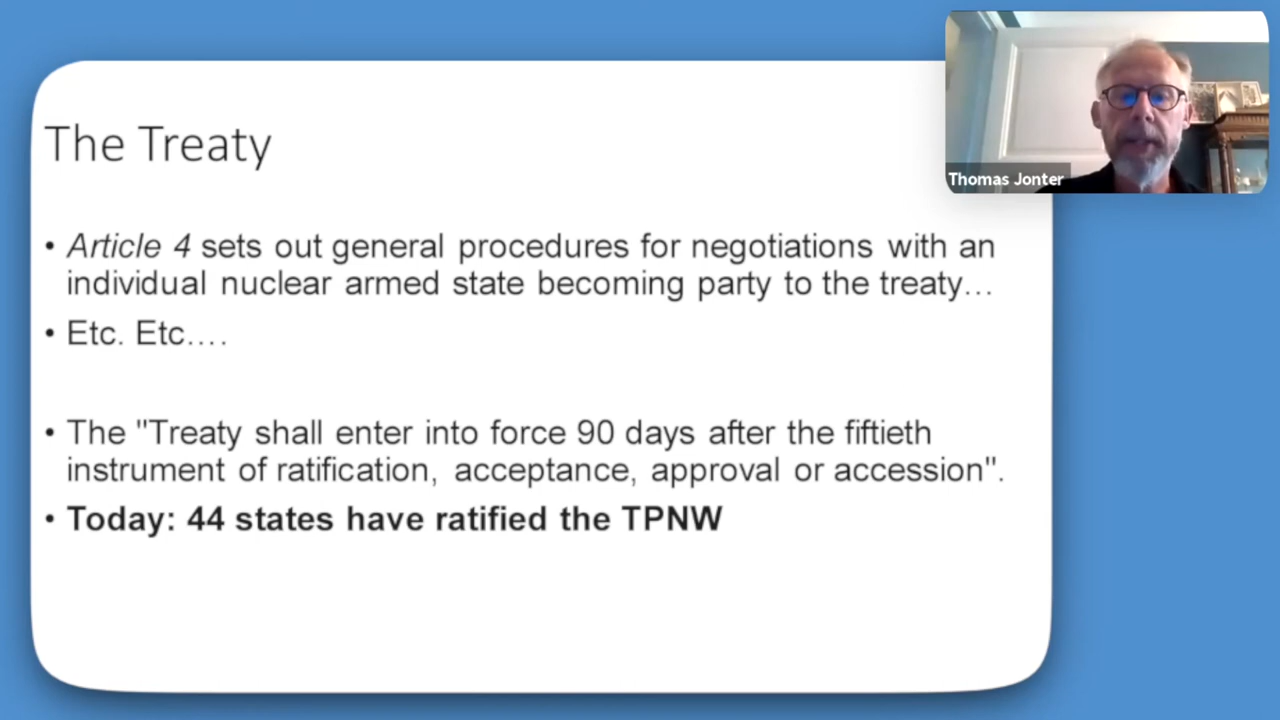 The Treaty
• Article 4 sets out general procedures for negotiations with an
individual nuclear armed state becoming party to the treaty…
• Etc. Etc….
• The "Treaty shall enter into force 90 days after the fiftieth
instrument of ratification, acceptance, approval or accession".
• Today: 44 states have ratified the TPNW
Thomas Jonter